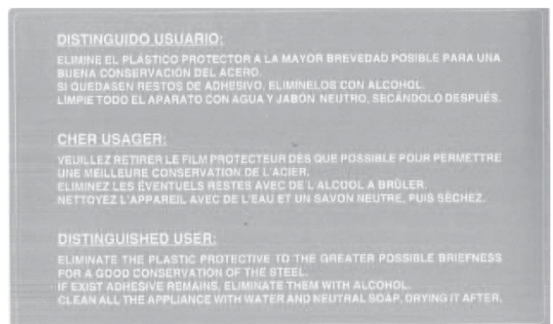 DISTINGUIDO USUARIO:
ELIMINE EL PLÁSTICO PROTECTOR A LA MAYOR BREVEDAD POSIBLE PARA UNA
BUENA CONSERVACIÓN DEL ACERO.
SI QUEDASEN RESTOS DE ADHESIVO, ELIMÍNELOS CON ALCOHOL.
LÍMPIE TODO EL APARATO CON AGUA Y JABÓN NEUTRO, SECÁNDOLO DESPUÉS.
CHER USAGER:
VEUILLEZ RETIRER LE FILM PROTECTEUR DES QUE POSSIBLE POUR PERMETTRE
UNE MEILLEURE CONSERVATION DE L'ACIER.
ELIMINEZ LES ÉVENTUELS RESTES AVEC DE L'ALCOOL A BRÛLER.
NETTOYEZ L'APPAREIL AVEC DE L'EAU ET UN SAVON NEUTRE, PUIS SÈCHEZ.
DISTINGUISHED USER:
ELIMINATE THE PLASTIC PROTECTIVE TO THE GREATER POSSIBLE BRIEFNESS
FOR A GOOD CONSERVATION OF THE STEEL.
IF EXIST ADHESIVE REMAINS, ELIMINATE THEM WITH ALCOHOL.
CLEAN ALL THE APPLIANCE WITH WATER AND NEUTRAL SOAP, DRYING IT AFTER.